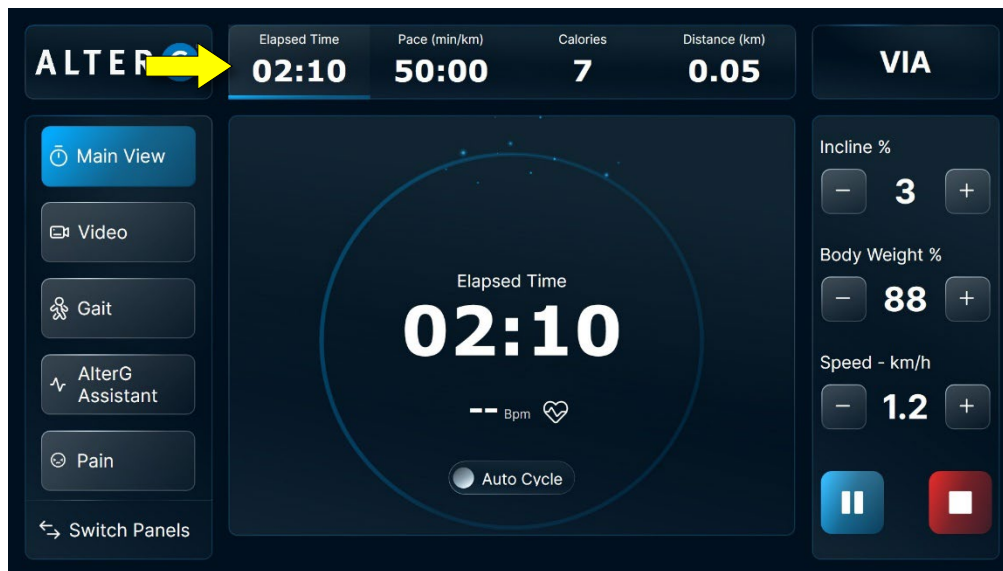 ALTER
Elapsed Time
02:10
Pace (min/km)
50:00
Calories
7
Distance (km)
0.05
VIA
Main View
Video
Gait
AlterG
Assistant
Pain
Switch Panels
Elapsed Time
02:10
-- Bpm
Auto Cycle
Incline %
− 3 +
Body Weight %
− 88 +
Speed - km/h
− 1.2 +